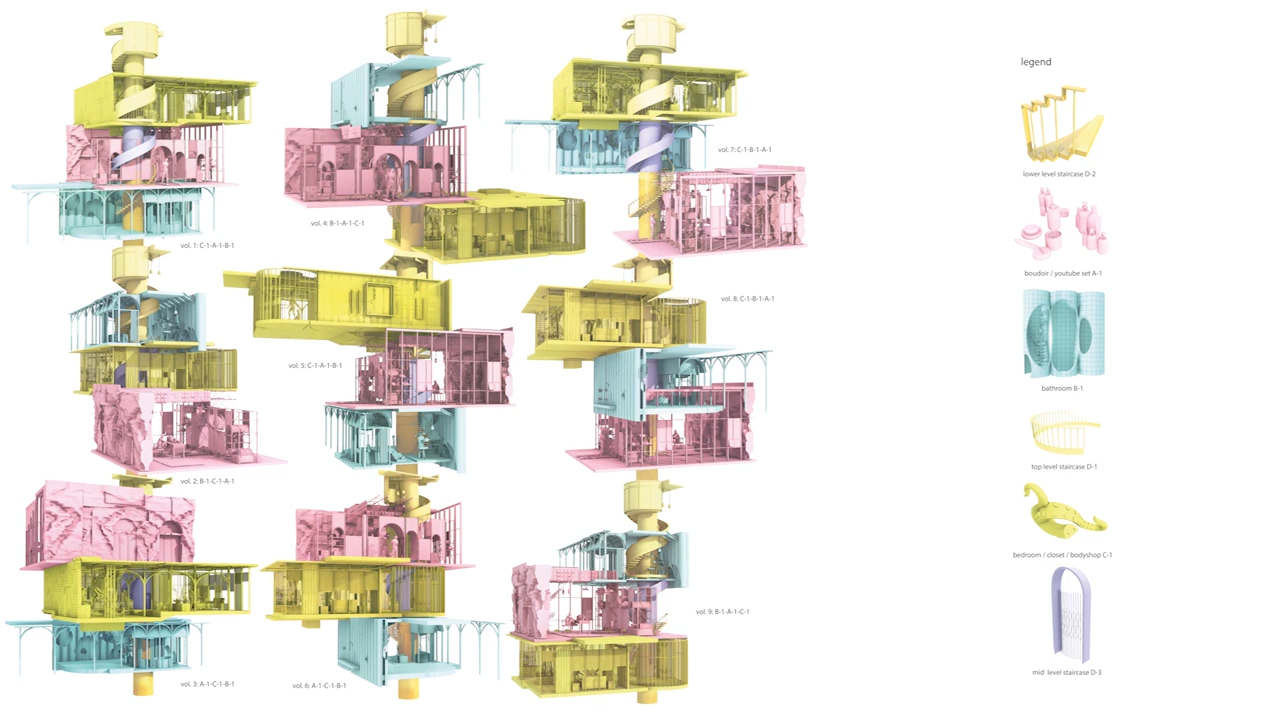 legend
lower level staircase D-2
boudoir / youtube set A-1
bathroom B-1
top level staircase D-1
bedroom / closet / bodyshop C-1
mid level staircase D-3
vol. 1: C-1-A-1-B-1
vol. 4: B-1-A-1-C-1
vol. 7: C-1-B-1-A-1
vol. 2: B-1-C-1-A-1
vol. 5: C-1-A-1-B-1
vol. 8: C-1-B-1-A-1
vol. 3: A-1-C-1-B-1
vol. 6: A-1-C-1-B-1
vol. 9: B-1-A-1-C-1